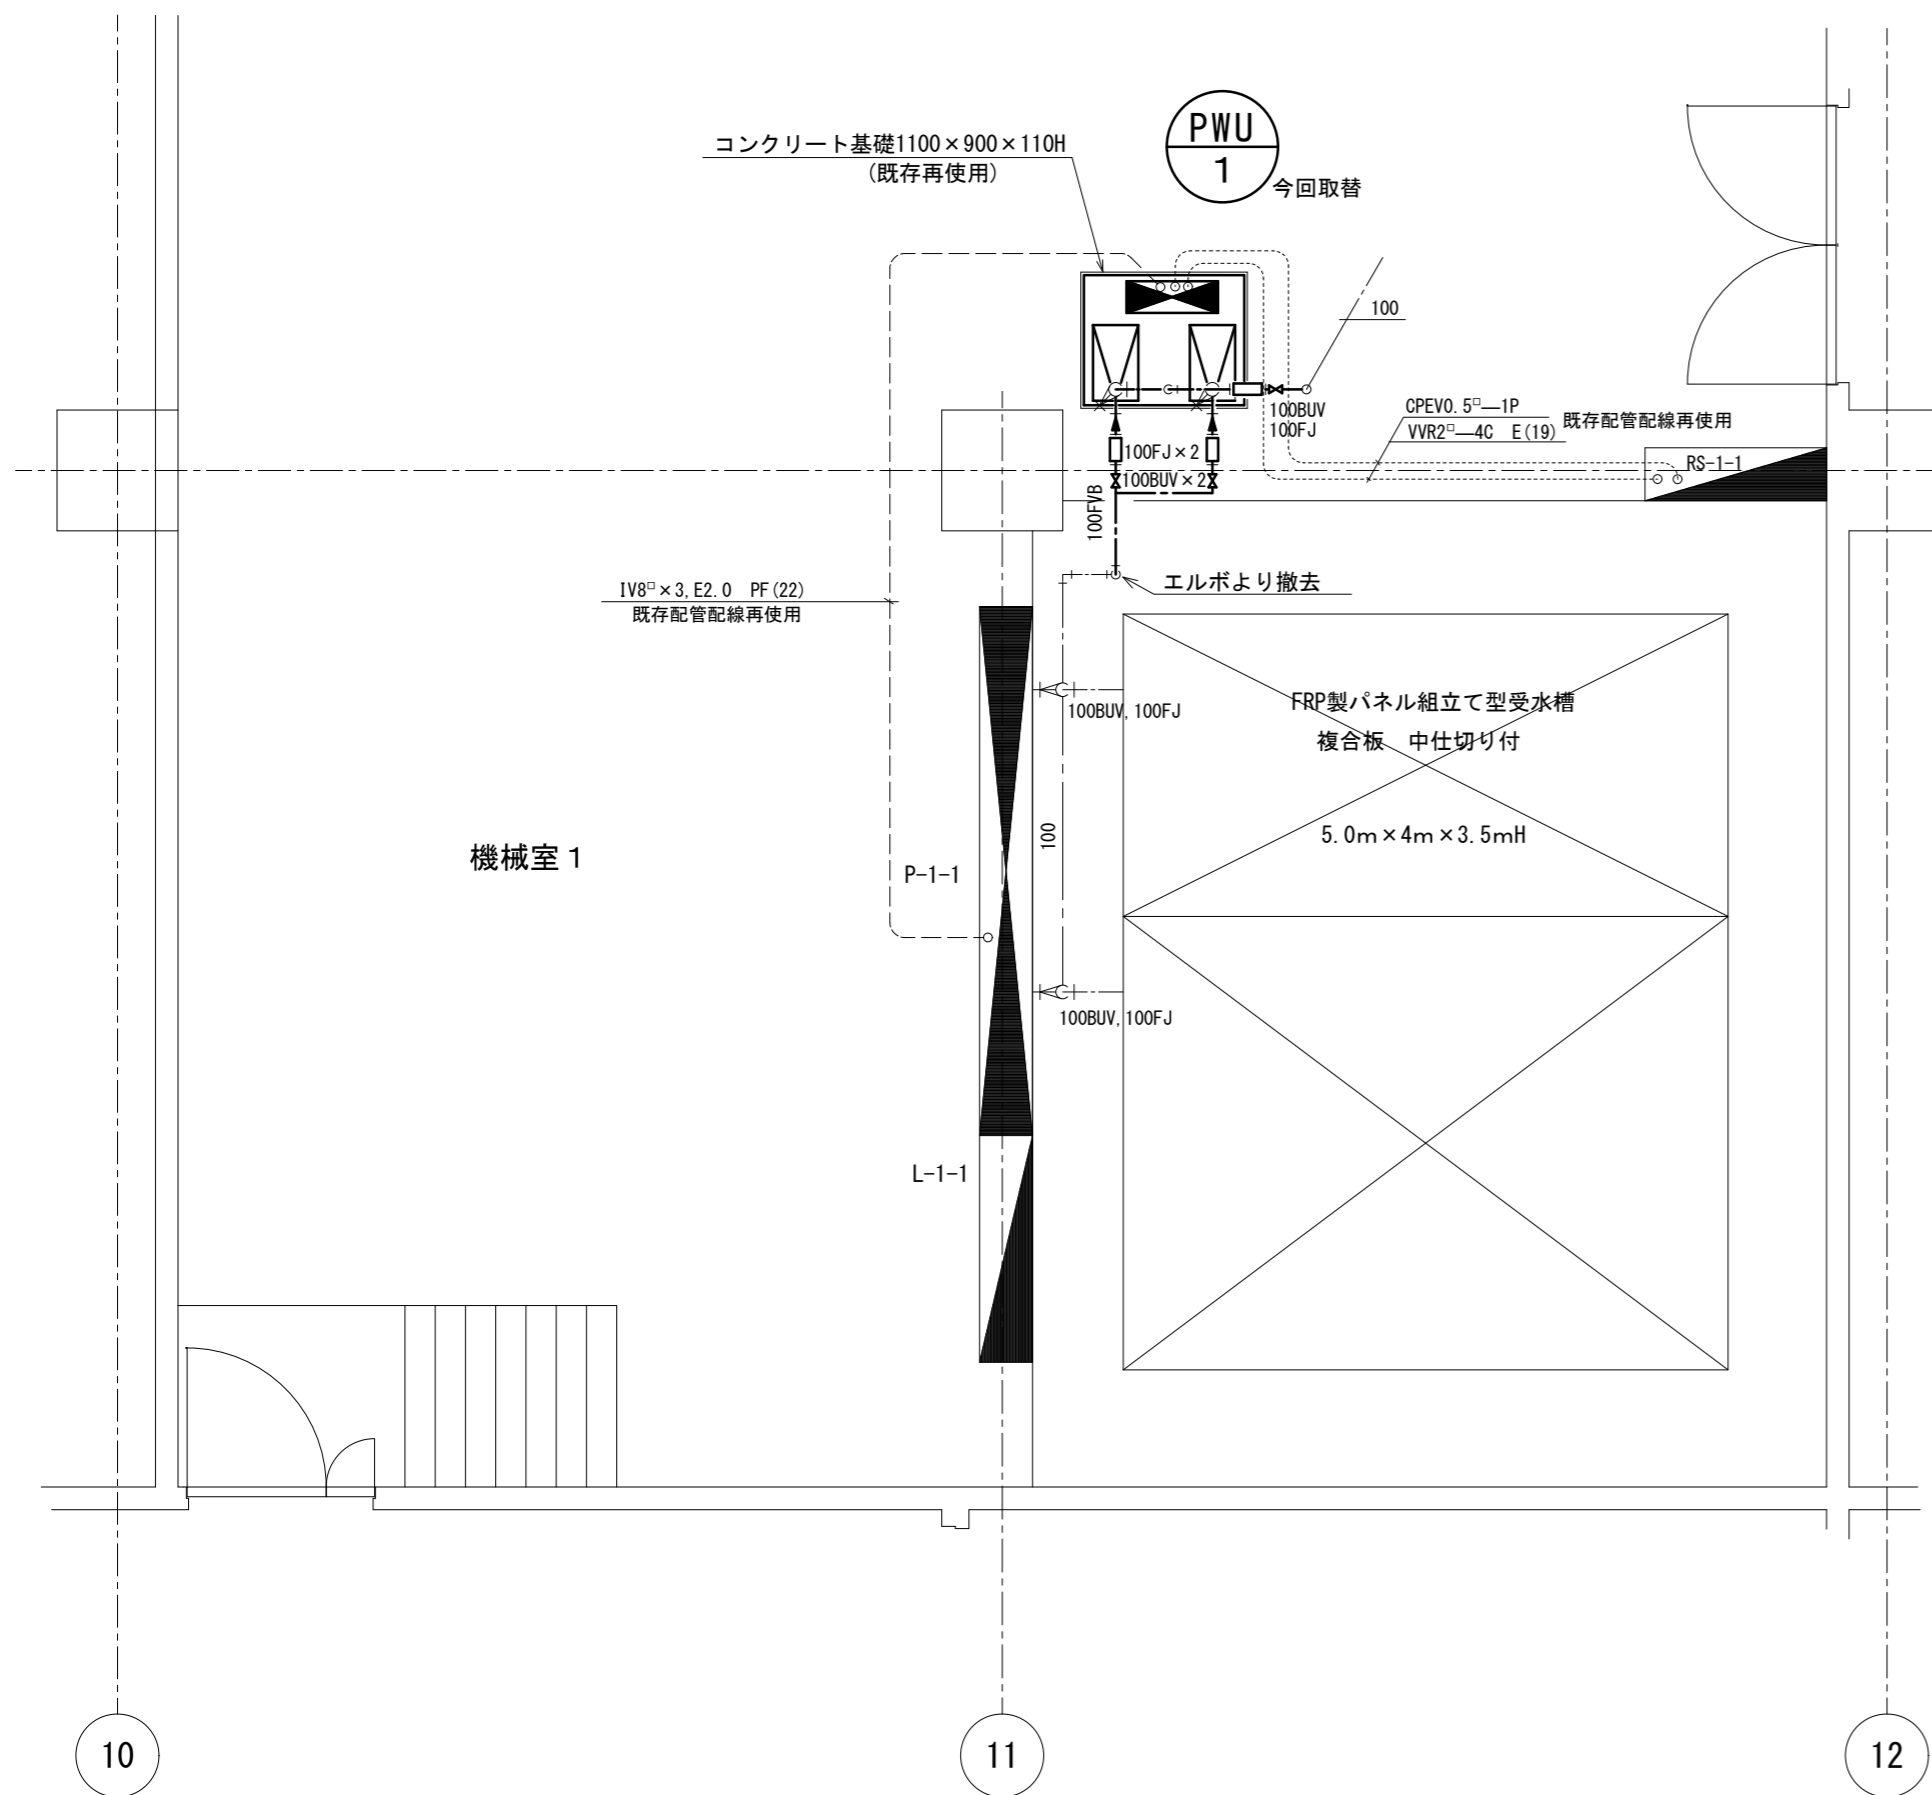 PWU
1
今回取替
コンクリート基礎1100×900×110H
(既存再使用)
100
100BUV
100FJ
CPEV0.5□―1P
VVR2□―4C E(19)
既存配管配線再使用
RS-1-1
100FJ×2
100BUV×2
100FVB
エルボより撤去
IV8□×3,E2.0 PF(22)
既存配管配線再使用
100BUV,100FJ
FRP製パネル組立て型受水槽
複合板 中仕切り付
5.0m×4m×3.5mH
100
機械室1
P-1-1
100BUV,100FJ
L-1-1
10
11
12